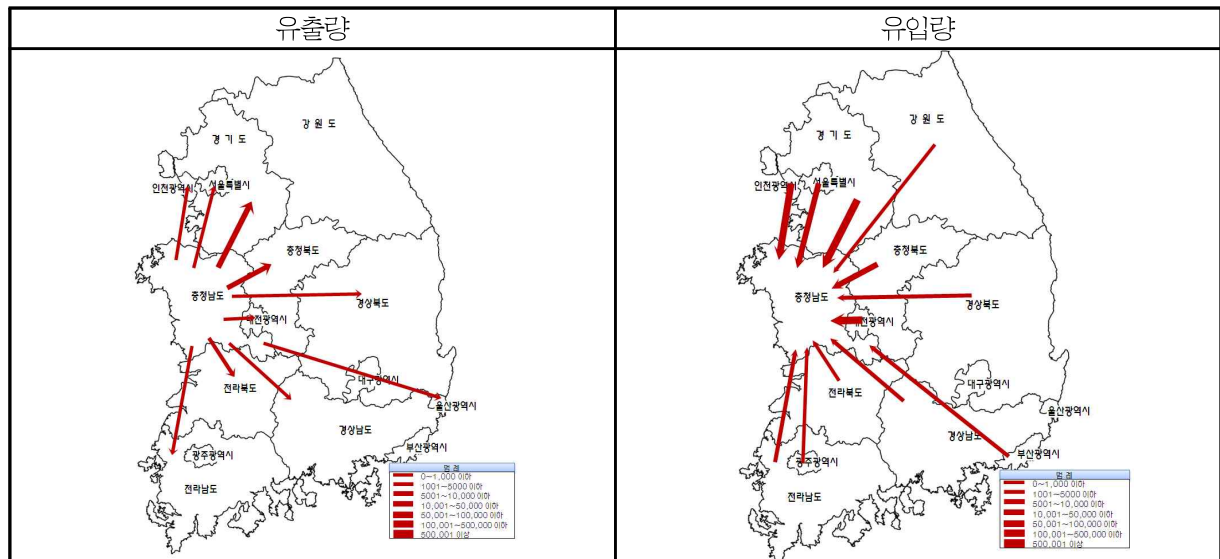 유출량
유입량
강 원 도
경 기 도
인천광역시
서울특별시
충청북도
충청남도
경상북도
대전광역시
대구광역시
전라북도
울산광역시
경상남도
부산광역시
광주광역시
전라남도
범 례
0~1,000 이하
1001~5000 이하
5001~10,000 이하
10,001~50,000 이하
50,001~100,000 이하
100,001~500,000 이하
500,001 이상
강 원 도
경 기 도
인천광역시
서울특별시
충청북도
충청남도
경상북도
대전광역시
대구광역시
전라북도
울산광역시
경상남도
부산광역시
광주광역시
전라남도
범 례
0~1,000 이하
1001~5000 이하
5001~10,000 이하
10,001~50,000 이하
50,001~100,000 이하
100,001~500,000 이하
500,001 이상